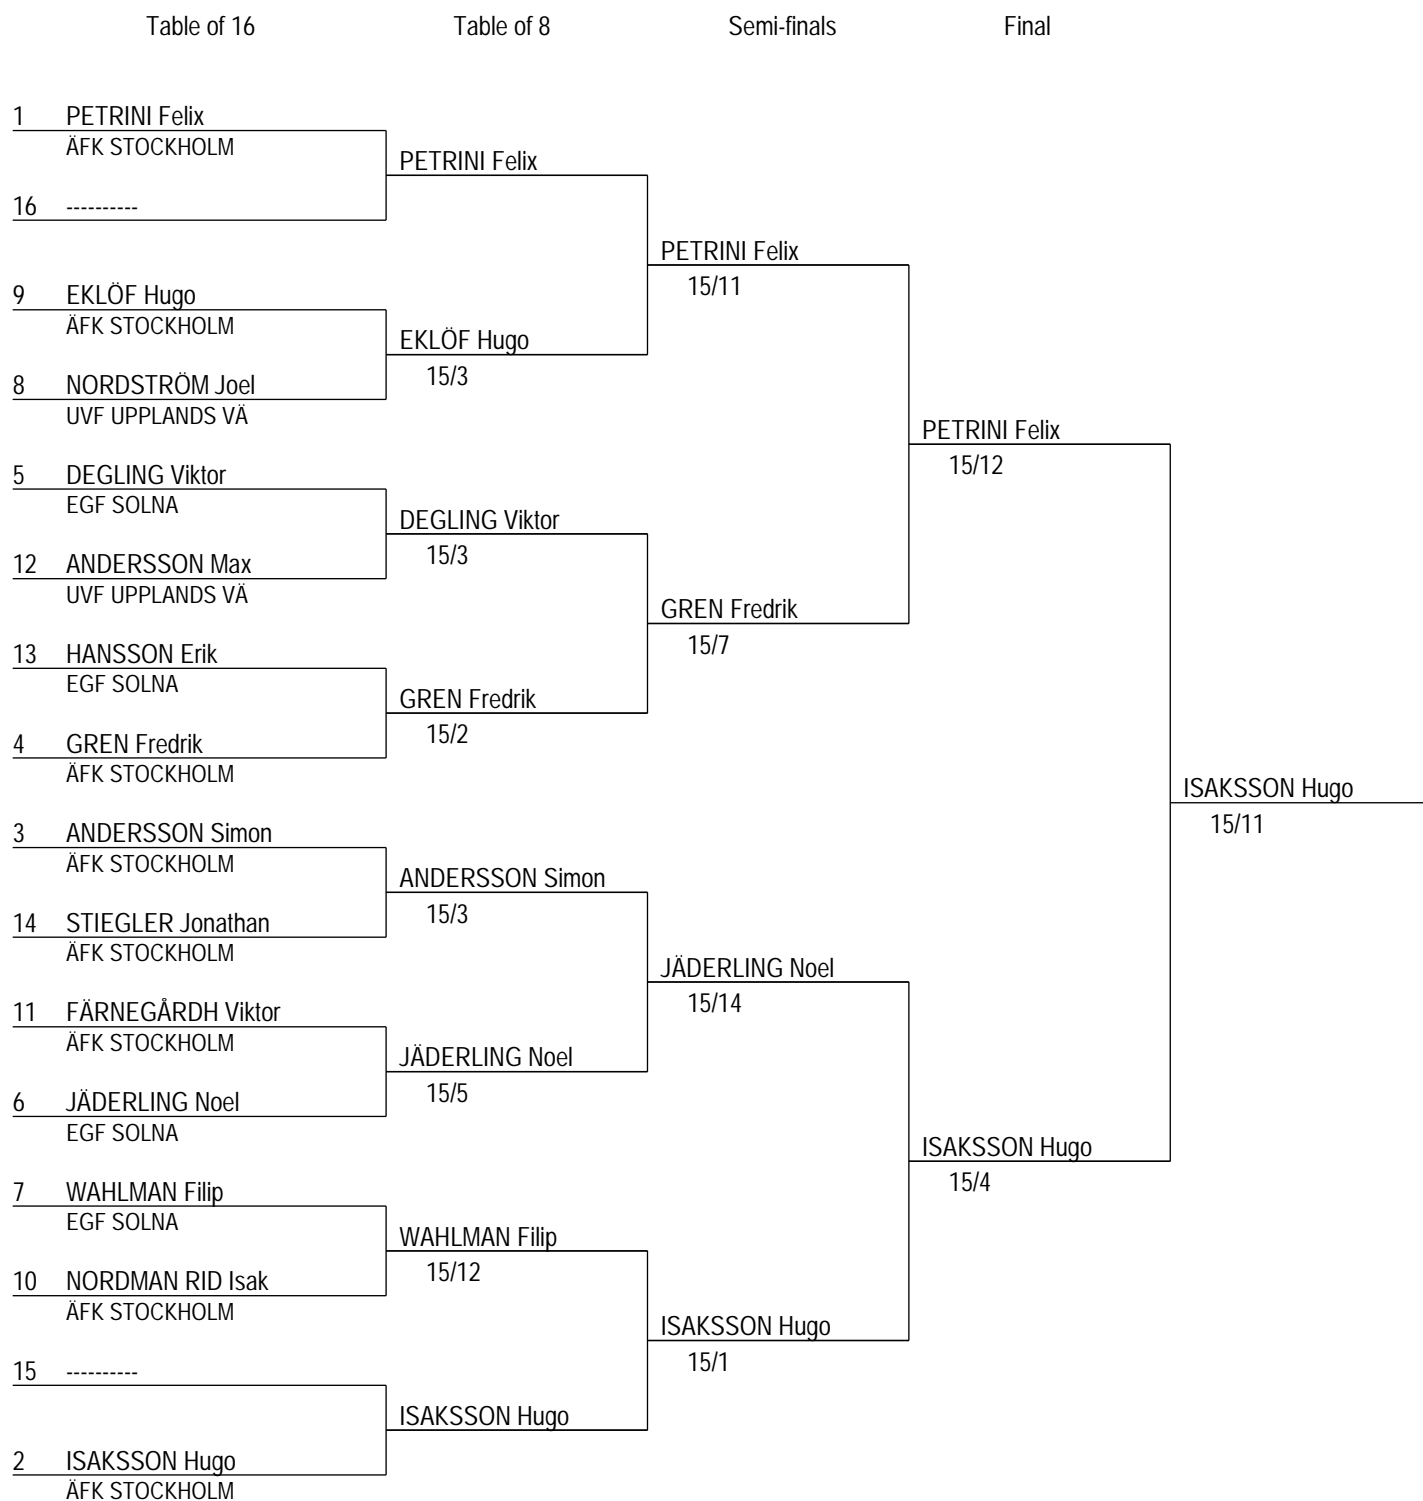 Table of 16 Table of 8 Semi-finals Final
1 PETRINI Felix
ÄFK STOCKHOLM
PETRINI Felix
16 ----------
PETRINI Felix
15/11
9 EKLÖF Hugo
ÄFK STOCKHOLM
EKLÖF Hugo
15/3
8 NORDSTRÖM Joel
UVF UPPLANDS VÄ
PETRINI Felix
15/12
5 DEGLING Viktor
EGF SOLNA
DEGLING Viktor
15/3
12 ANDERSSON Max
UVF UPPLANDS VÄ
GREN Fredrik
15/7
13 HANSSON Erik
EGF SOLNA
GREN Fredrik
15/2
4 GREN Fredrik
ÄFK STOCKHOLM
ISAKSSON Hugo
15/11
3 ANDERSSON Simon
ÄFK STOCKHOLM
ANDERSSON Simon
15/3
14 STIEGLER Jonathan
ÄFK STOCKHOLM
JÄDERLING Noel
15/14
11 FÄRNEGÅRDH Viktor
ÄFK STOCKHOLM
JÄDERLING Noel
15/5
6 JÄDERLING Noel
EGF SOLNA
ISAKSSON Hugo
15/4
7 WAHLMAN Filip
EGF SOLNA
WAHLMAN Filip
15/12
10 NORDMAN RID Isak
ÄFK STOCKHOLM
ISAKSSON Hugo
15/1
15 ----------
ISAKSSON Hugo
2 ISAKSSON Hugo
ÄFK STOCKHOLM